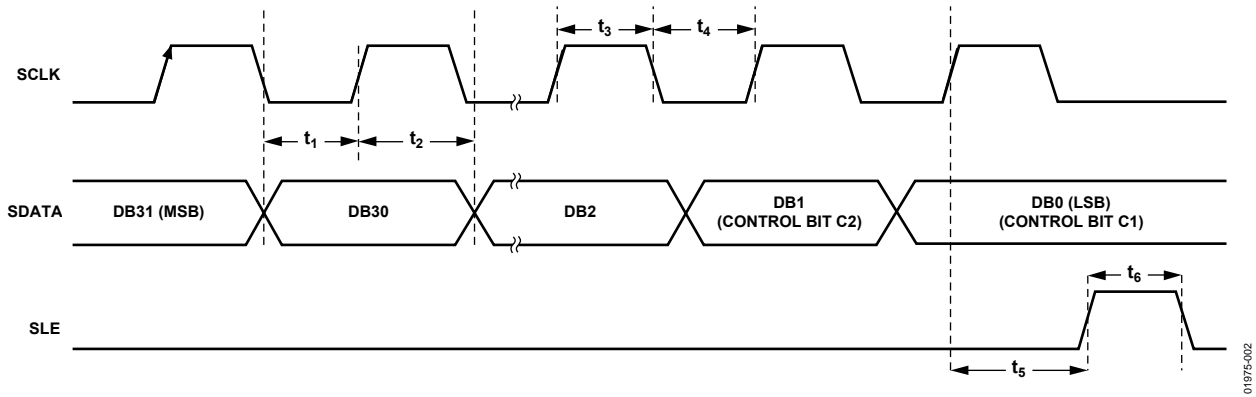 t3
t4
SCLK
t1
t2
SDATA
DB31 (MSB)
DB30
DB2
DB1
(CONTROL BIT C2)
DB0 (LSB)
(CONTROL BIT C1)
t6
SLE
t5
01975-002